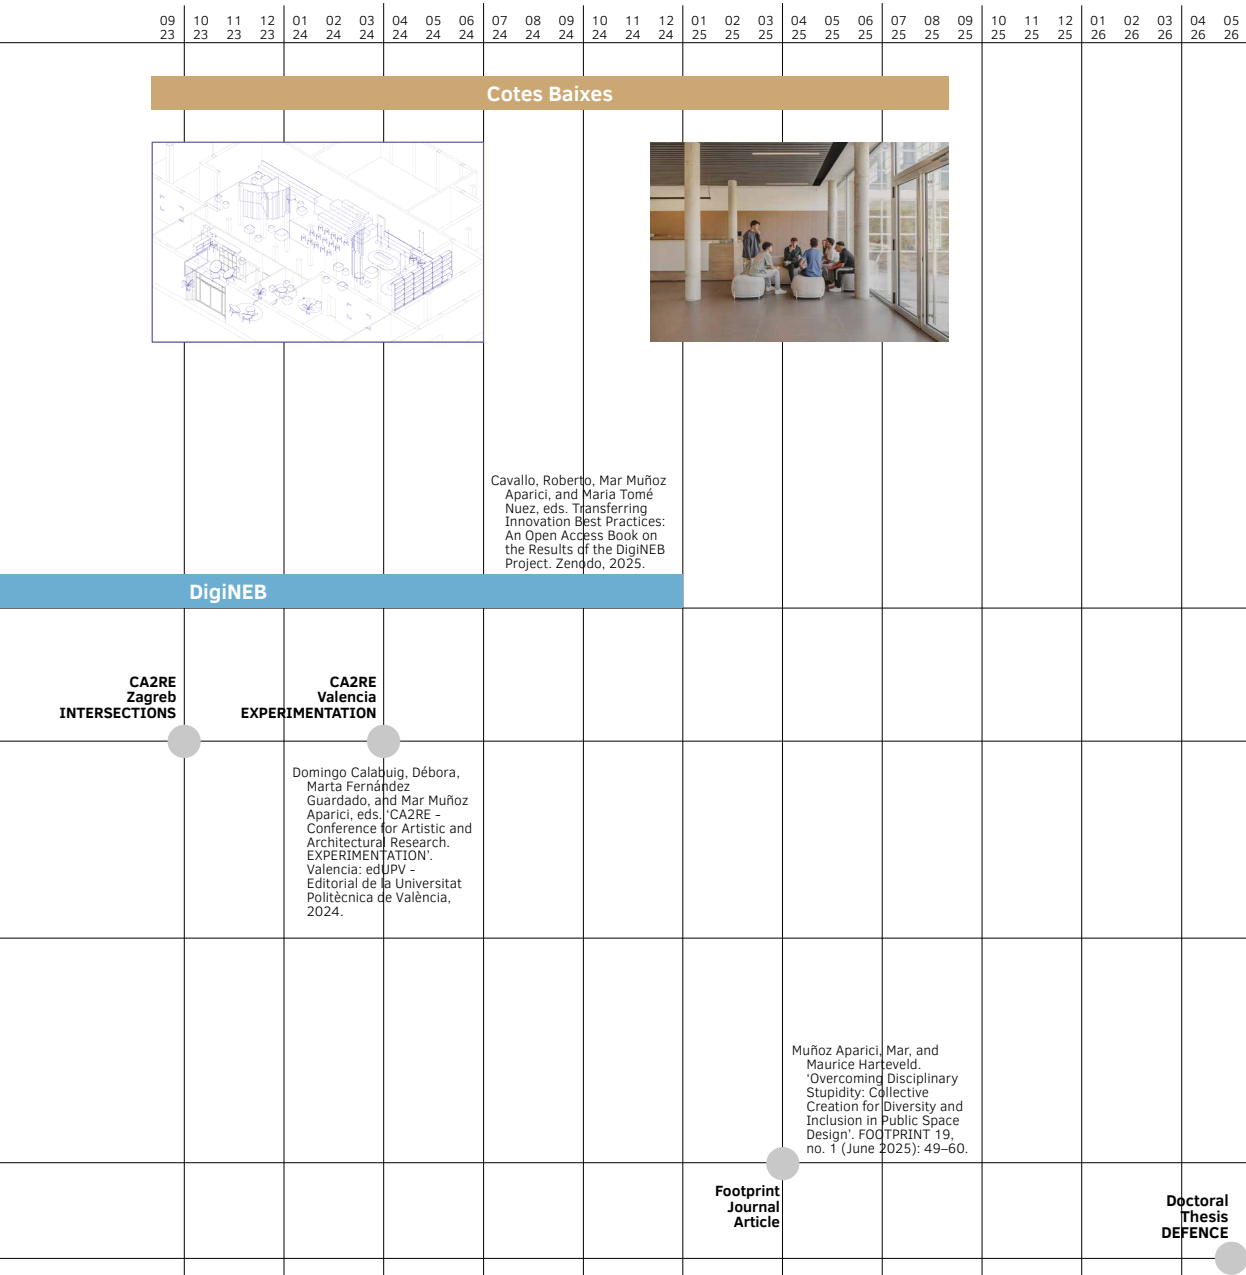 09 10 11 12 01 02 03 04 05 06 07 08 09 10 11 12 01 02 03 04 05 06 07 08 09 10 11 12 01 02 03 04 05
23 23 23 23 24 24 24 24 24 24 24 24 24 24 24 24 25 25 25 25 25 25 25 25 25 25 25 25 26 26 26 26 26
Cotes Baixes
Cavallo, Roberto, Mar Muñoz
Aparici, and Maria Tomé
Nuez, eds. Transferring
Innovation Best Practices:
An Open Access Book on
the Results of the DigiNEB
Project. Zenodo, 2025.
DigiNEB
CA2RE
Zagreb
INTERSECTIONS
CA2RE
Valencia
EXPERIMENTATION
Domingo Calabuig, Débora,
Marta Fernández
Guardado, and Mar Muñoz
Aparici, eds. ‘CA2RE -
Conference for Artistic and
Architectural Research.
EXPERIMENTATION’.
Valencia: edUPV -
Editorial de la Universitat
Politècnica de València,
2024.
Muñoz Aparici, Mar, and
Maurice Harteveld.
‘Overcoming Disciplinary
Stupidity: Collective
Creation for Diversity and
Inclusion in Public Space
Design’. FOOTPRINT 19,
no. 1 (June 2025): 49–60.
Footprint
Journal
Article
Doctoral
Thesis
DEFENCE